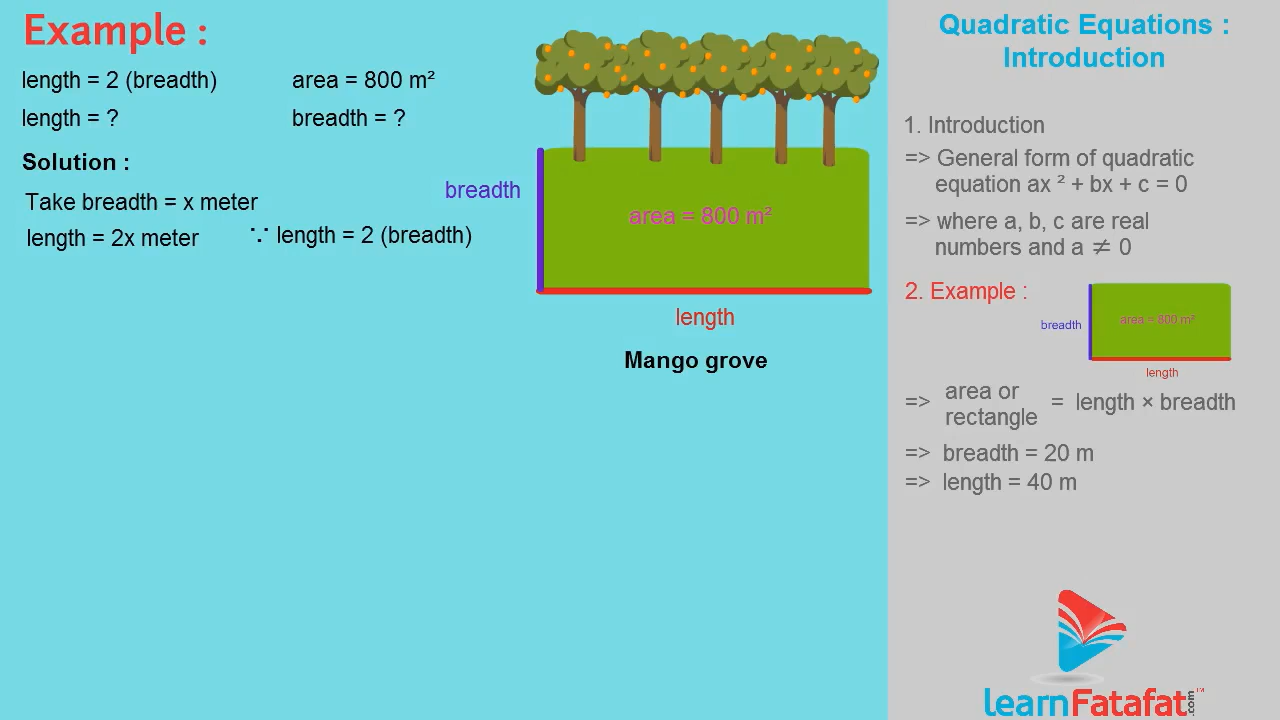 Example :
length = 2 (breadth) area = 800 m²
length = ? breadth = ?
Solution :
Take breadth = x meter
length = 2x meter ∵ length = 2 (breadth)
breadth
area = 800 m²
length
Mango grove
Quadratic Equations :
Introduction
1. Introduction
=> General form of quadratic
equation ax ² + bx + c = 0
=> where a, b, c are real
numbers and a ≠ 0
2. Example :
breadth
area = 800 m²
length
=> area or
rectangle = length × breadth
=> breadth = 20 m
=> length = 40 m
learnFatafat.com™